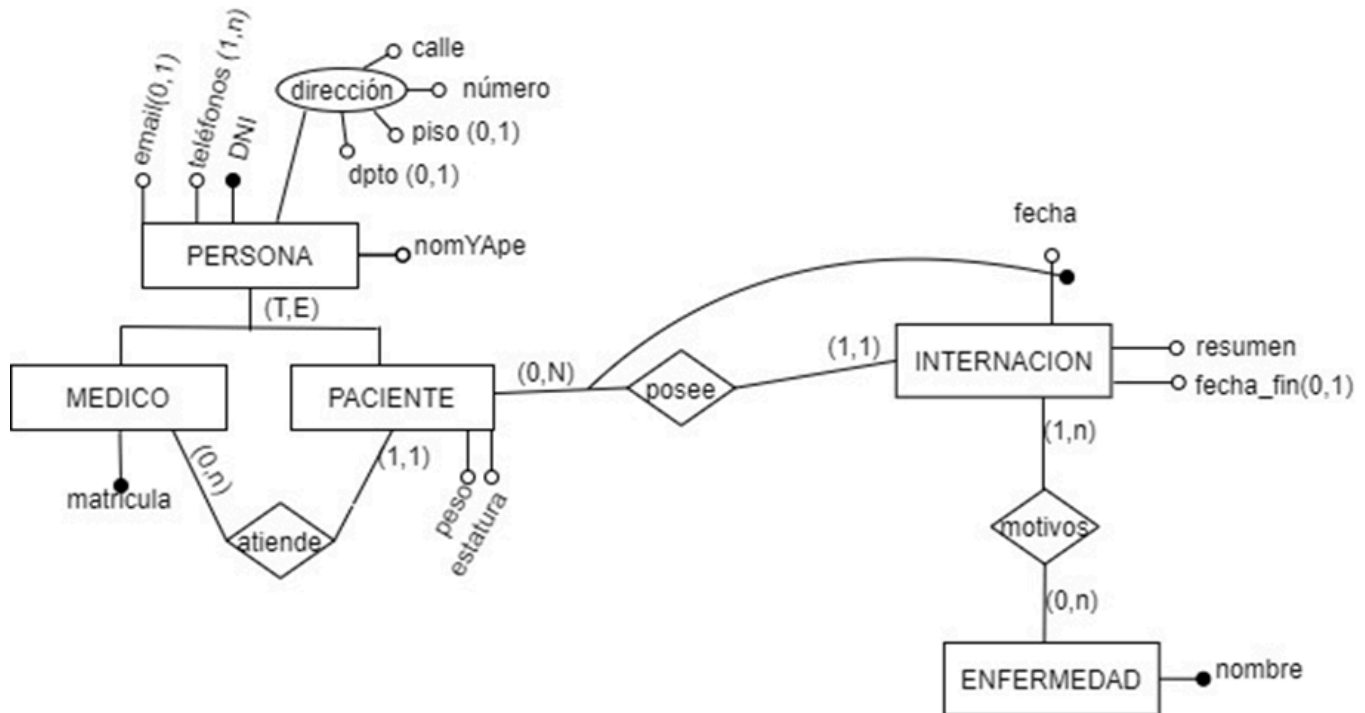 calle
dirección
número
email(0,1)
teléfonos (1,n)
DNI
piso (0,1)
dpto (0,1)
fecha
nomYApe
PERSONA
(T,E)
(0,N)
(1,1)
INTERNACION
resumen
fecha_fin(0,1)
MEDICO
PACIENTE
posee
(0,n)
(1,1)
(1,n)
matricula
peso
estatura
atiende
motivos
(0,n)
ENFERMEDAD
nombre